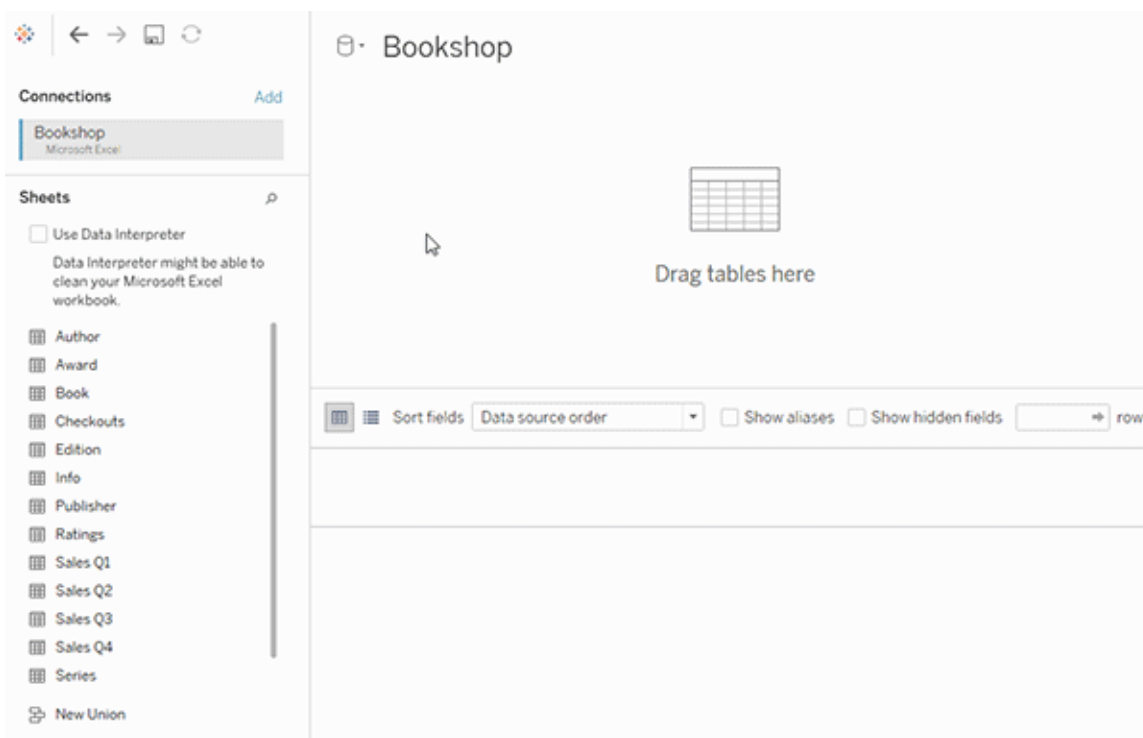 Bookshop
Connections
Add
Bookshop
Microsoft Excel
Sheets
Use Data Interpreter
Data Interpreter might be able to
clean your Microsoft Excel
workbook.
Author
Award
Book
Checkouts
Edition
Info
Publisher
Ratings
Sales Q1
Sales Q2
Sales Q3
Sales Q4
Series
New Union
Drag tables here
Sort fields Data source order Show aliases Show hidden fields row